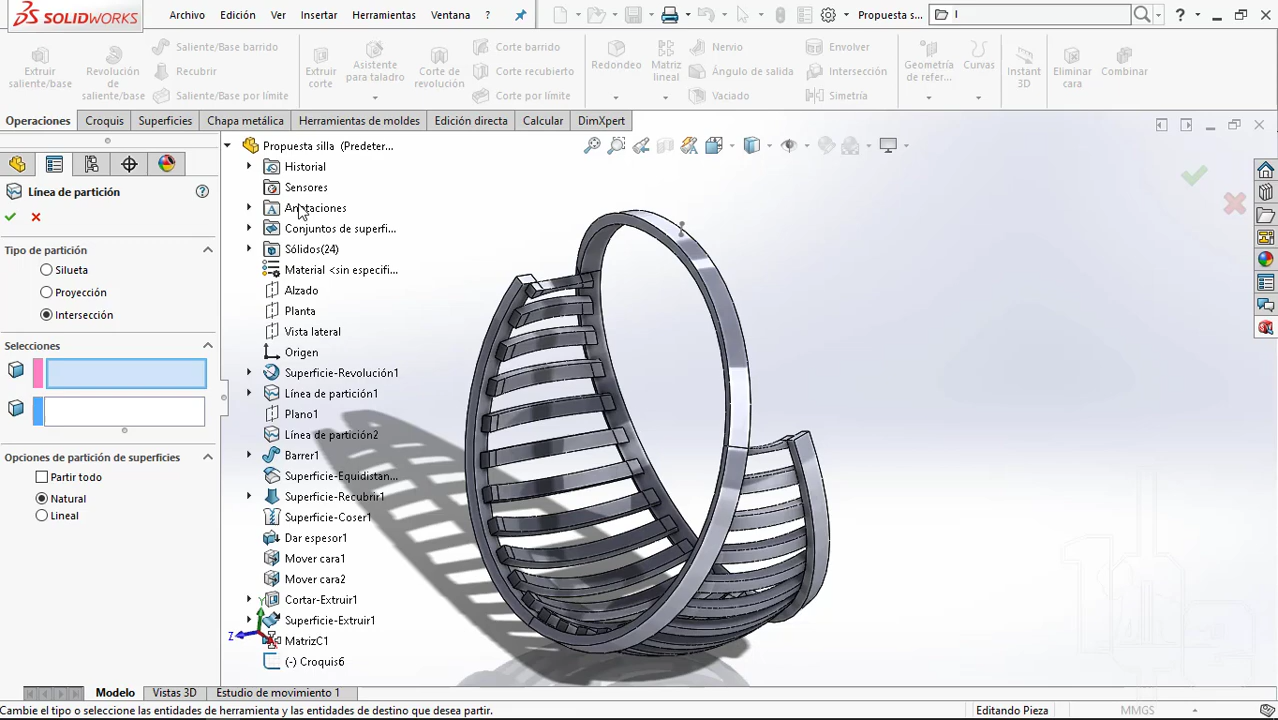 SOLIDWORKS
Archivo Edición Ver Insertar Herramientas Ventana ?
Propuesta s...
I
?
Extruir saliente/base
Revolución de saliente/base
Saliente/Base barrido
Recubrir
Saliente/Base por límite
Extruir corte
Asistente para taladro
Corte de revolución
Corte barrido
Corte recubierto
Corte por límite
Redondeo
Matriz lineal
Nervio
Ángulo de salida
Vaciado
Envolver
Intersección
Simetría
Geometría de refer...
Curvas
Instant 3D
Eliminar cara
Combinar
Operaciones Croquis Superficies Chapa metálica Herramientas de moldes Edición directa Calcular DimXpert
Línea de partición
?
Tipo de partición
Silueta
Proyección
Intersección
Selecciones
Opciones de partición de superficies
Partir todo
Natural
Lineal
Propuesta silla (Predeter...
Historial
Sensores
Anotaciones
Conjuntos de superfi...
Sólidos(24)
Material <sin especifi...
Alzado
Planta
Vista lateral
Origen
Superficie-Revolución1
Línea de partición1
Plano1
Línea de partición2
Barrer1
Superficie-Equidistan...
Superficie-Recubrir1
Superficie-Coser1
Dar espesor1
Mover cara1
Mover cara2
Cortar-Extruir1
Superficie-Extruir1
MatrizC1
(-) Croquis6
Y
Z
Modelo Vistas 3D Estudio de movimiento 1
Cambie el tipo o seleccione las entidades de herramienta y las entidades de destino que desea partir.
Editando Pieza
MMGS